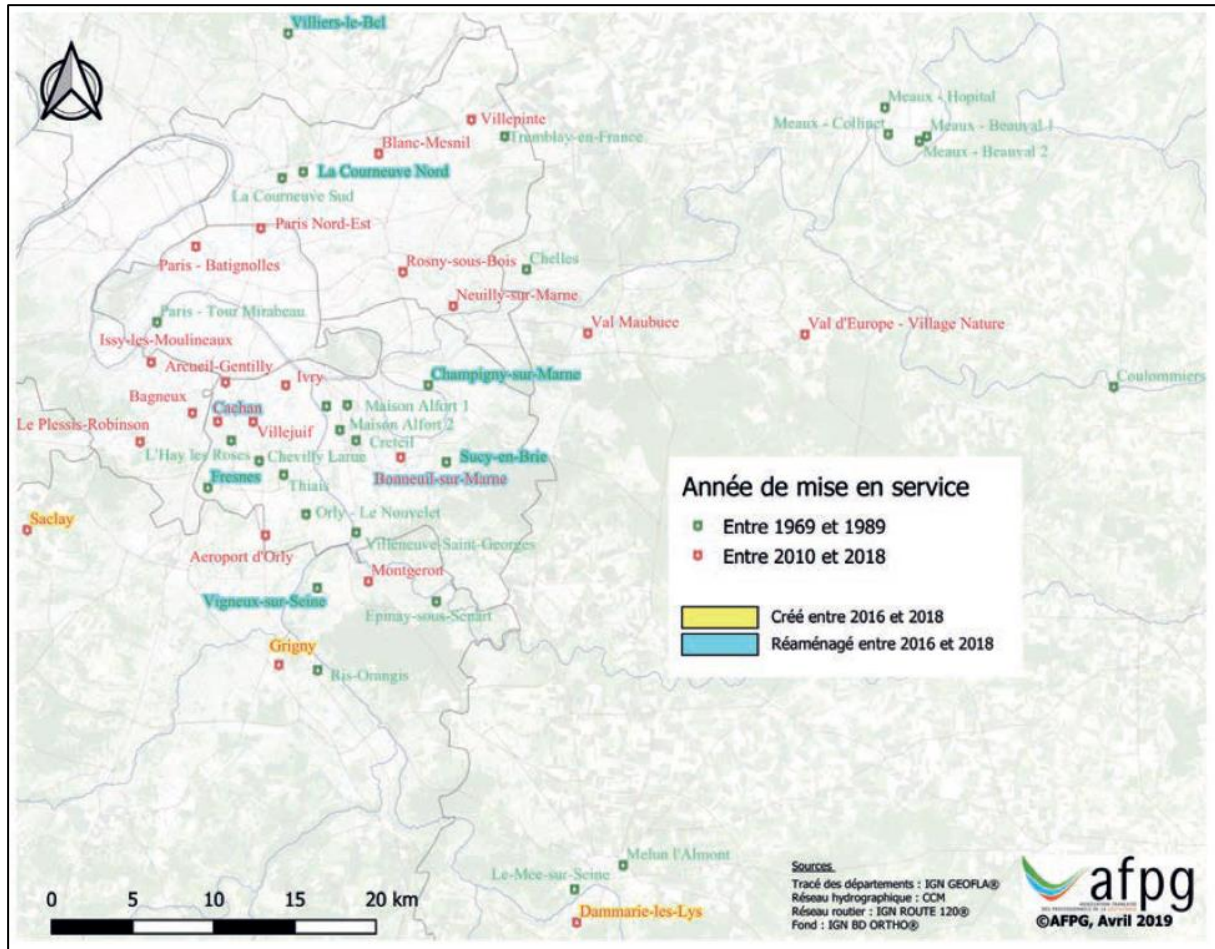 Villiers-le-Bel
Villepinte
Tremblay-en-France
Blanc-Mesnil
La Courneuve Nord
La Courneuve Sud
Meaux - Hopital
Meaux - Collinet
Meaux - Beauval 1
Meaux - Beauval 2
Paris Nord-Est
Paris - Batignolles
Rosny-sous-Bois
Chelles
Neuilly-sur-Marne
Paris - Tour Mirabeau
Val Maubuee
Val d'Europe - Village Nature
Issy-les-Moulineaux
Arcueil-Gentilly
Ivry
Champigny-sur-Marne
Coulommiers
Bagneux
Cachan
Maison Alfort 1
Le Plessis-Robinson
Villejuif
Maison Alfort 2
Creteil
L'Hay les Roses
Chevilly Larue
Sucy-en-Brie
Fresnes
Thiais
Bonneuil-sur-Marne
Saclay
Orly - Le Nouvelet
Aeroport d'Orly
Villeneuve Saint-Georges
Montgeron
Vigneux-sur-Seine
Epinay-sous-Senart
Grigny
Ris-Orangis
Melun l'Almont
Le-Mee-sur-Seine
Dammarie-les-Lys
Année de mise en service
Entre 1969 et 1989
Entre 2010 et 2018
Créé entre 2016 et 2018
Réaménagé entre 2016 et 2018
0 5 10 15 20 km
Sources
Tracé des départements : IGN GEOFLA®
Réseau hydrographique : CCM
Réseau routier : IGN ROUTE 120®
Fond : IGN BD ORTHO®
afpg
ASSOCIATION FRANÇAISE
DES PROFESSIONNELS DE LA GÉOTHERMIE
©AFPG, Avril 2019